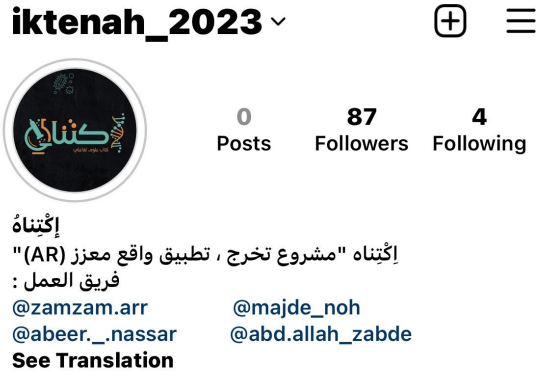 iktenah_2023
0 87 4
Posts Followers Following
إكْتِناهُ
اِكْتِناه "مشروع تخرج ، تطبيق واقع معزز (AR)"
فريق العمل :
@zamzam.arr @majde_noh
@abeer._.nassar @abd.allah_zabde
See Translation